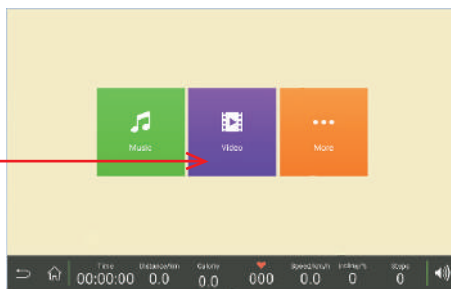 Music
Video
More
Time
Distance/km
Calorie
Speed/km/h
Incline/%
Steps
00:00:00
0.0
0.0
000
0.0
0
0